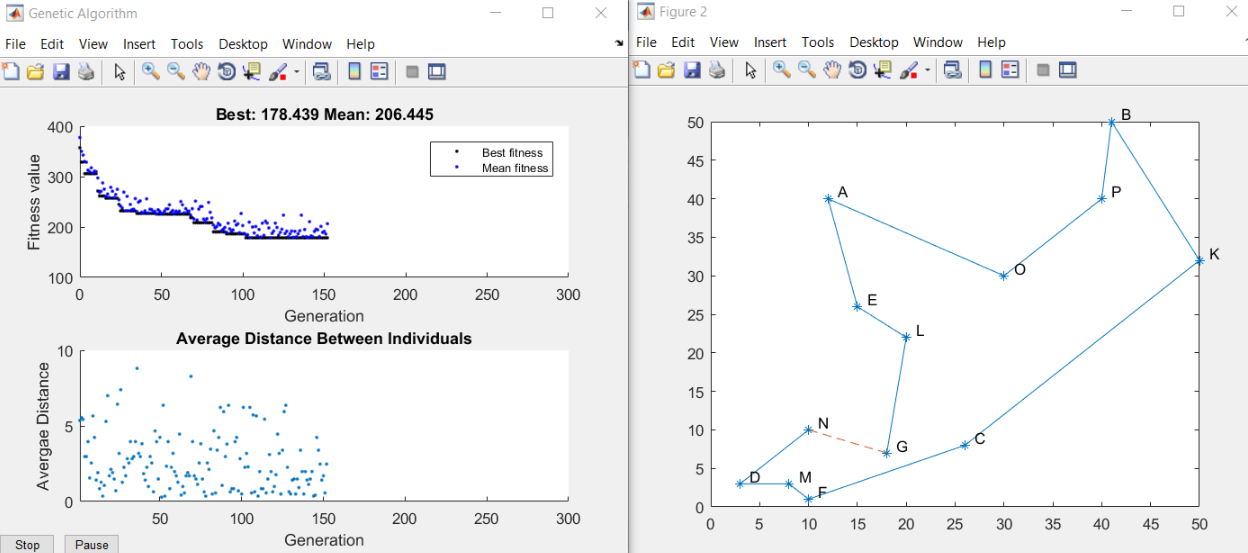 Genetic Algorithm
File Edit View Insert Tools Desktop Window Help
Best: 178.439 Mean: 206.445
Fitness value
400
300
200
100
Best fitness
Mean fitness
0 50 100 150 200 250 300
Generation
Average Distance Between Individuals
Avergae Distance
10
5
0
50 100 150 200 250 300
Generation
Stop Pause
Figure 2
File Edit View Insert Tools Desktop Window Help
50
45
40
35
30
25
20
15
10
5
0
B
A
P
K
O
E
L
N
G
C
D
M
F
0 5 10 15 20 25 30 35 40 45 50